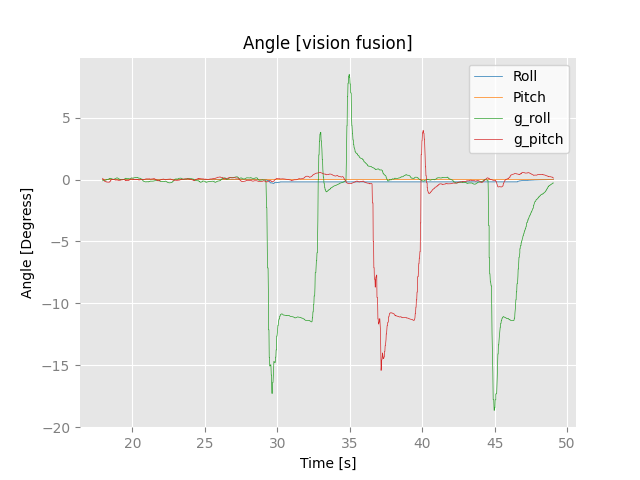 Angle [vision fusion]
Roll
Pitch
g_roll
g_pitch
5
0
−5
−10
−15
−20
Angle [Degress]
20
25
30
35
40
45
50
Time [s]